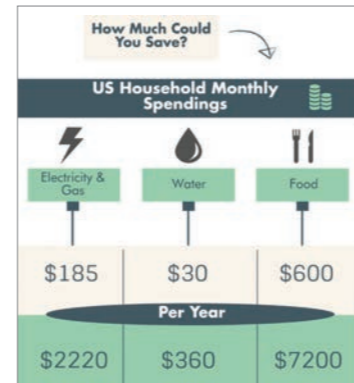 How Much Could
You Save?
US Household Monthly
Spendings
Electricity &
Gas
Water
Food
$185
$30
$600
Per Year
$2220
$360
$7200